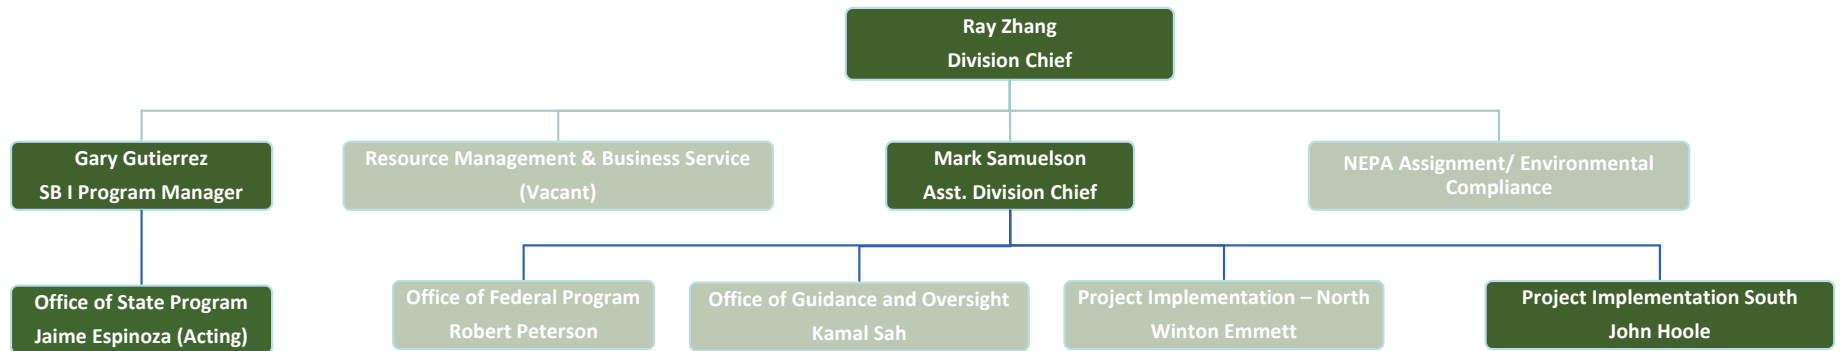 Ray Zhang
Division Chief
Gary Gutierrez
SB I Program Manager
Resource Management & Business Service
(Vacant)
Mark Samuelson
Asst. Division Chief
NEPA Assignment/ Environmental
Compliance
Office of State Program
Jaime Espinoza (Acting)
Office of Federal Program
Robert Peterson
Office of Guidance and Oversight
Kamal Sah
Project Implementation – North
Winton Emmett
Project Implementation South
John Hoole